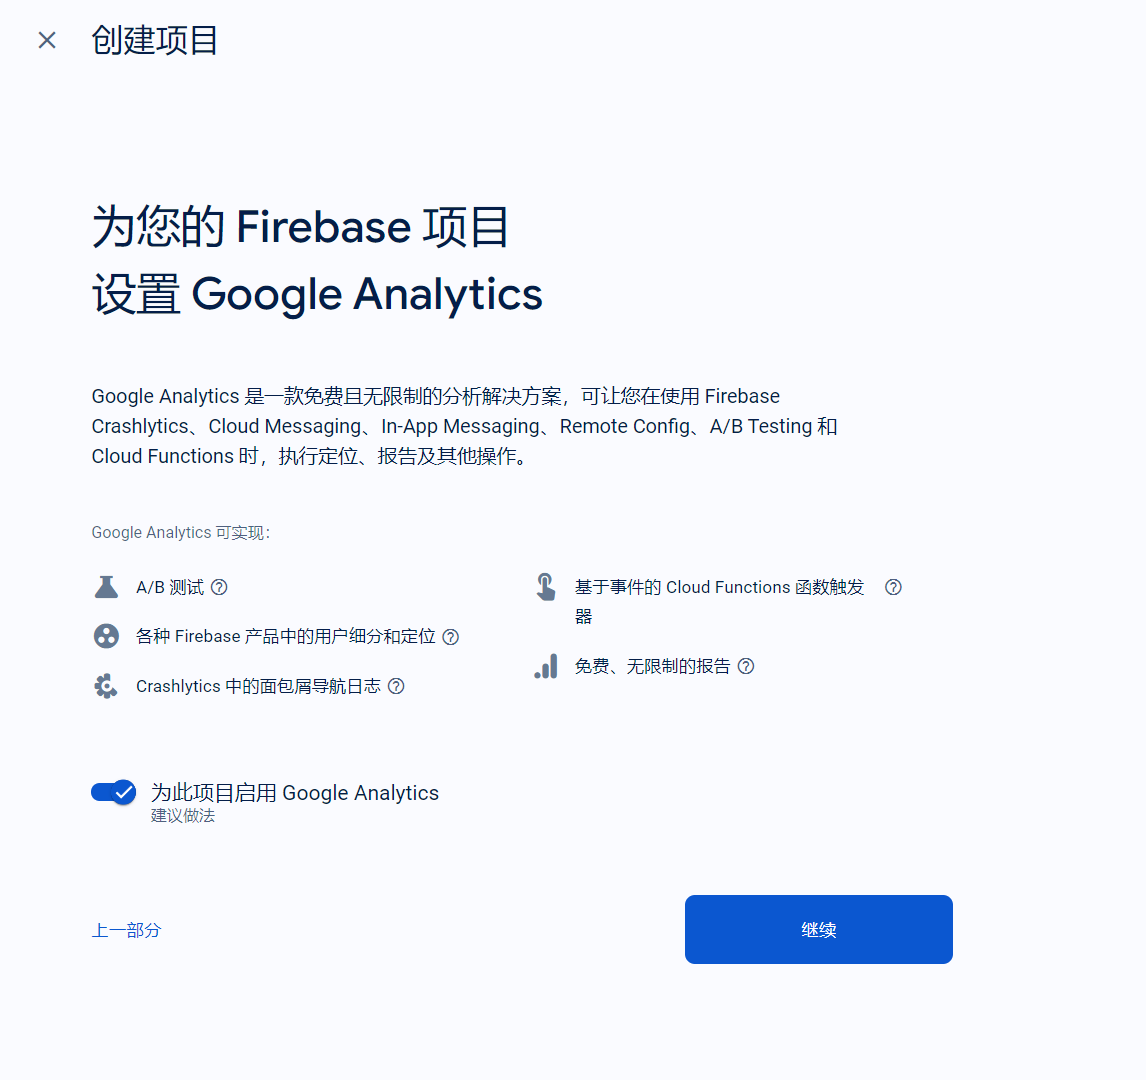 创建项目
为您的 Firebase 项目
设置 Google Analytics
Google Analytics 是一款免费且无限制的分析解决方案，可让您在使用 Firebase
Crashlytics、Cloud Messaging、In-App Messaging、Remote Config、A/B Testing 和
Cloud Functions 时，执行定位、报告及其他操作。
Google Analytics 可实现：
A/B 测试
各种 Firebase 产品中的用户细分和定位
Crashlytics 中的面包屑导航日志
基于事件的 Cloud Functions 函数触发
器
免费、无限制的报告
为此项目启用 Google Analytics
建议做法
上一部分
继续